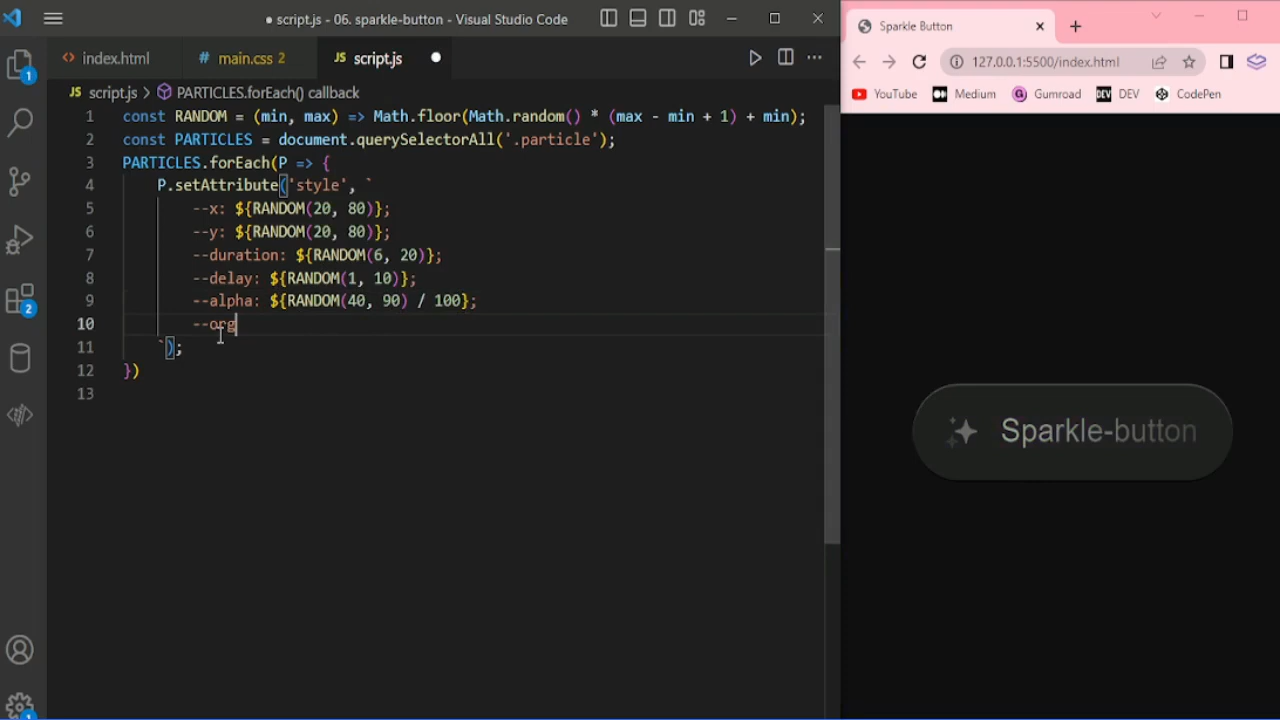 script.js - 06. sparkle-button - Visual Studio Code
index.html
main.css 2
JS script.js
1
2
JS script.js > PARTICLES.forEach() callback
1 const RANDOM = (min, max) => Math.floor(Math.random() * (max - min + 1) + min);
2 const PARTICLES = document.querySelectorAll('.particle');
3 PARTICLES.forEach(P => {
4 P.setAttribute('style', `
5 --x: ${RANDOM(20, 80)};
6 --y: ${RANDOM(20, 80)};
7 --duration: ${RANDOM(6, 20)};
8 --delay: ${RANDOM(1, 10)};
9 --alpha: ${RANDOM(40, 90) / 100};
10 --org
11 `);
12 })
13
1
Sparkle Button
127.0.0.1:5500/index.html
YouTube Medium Gumroad DEV DEV CodePen
Sparkle-button